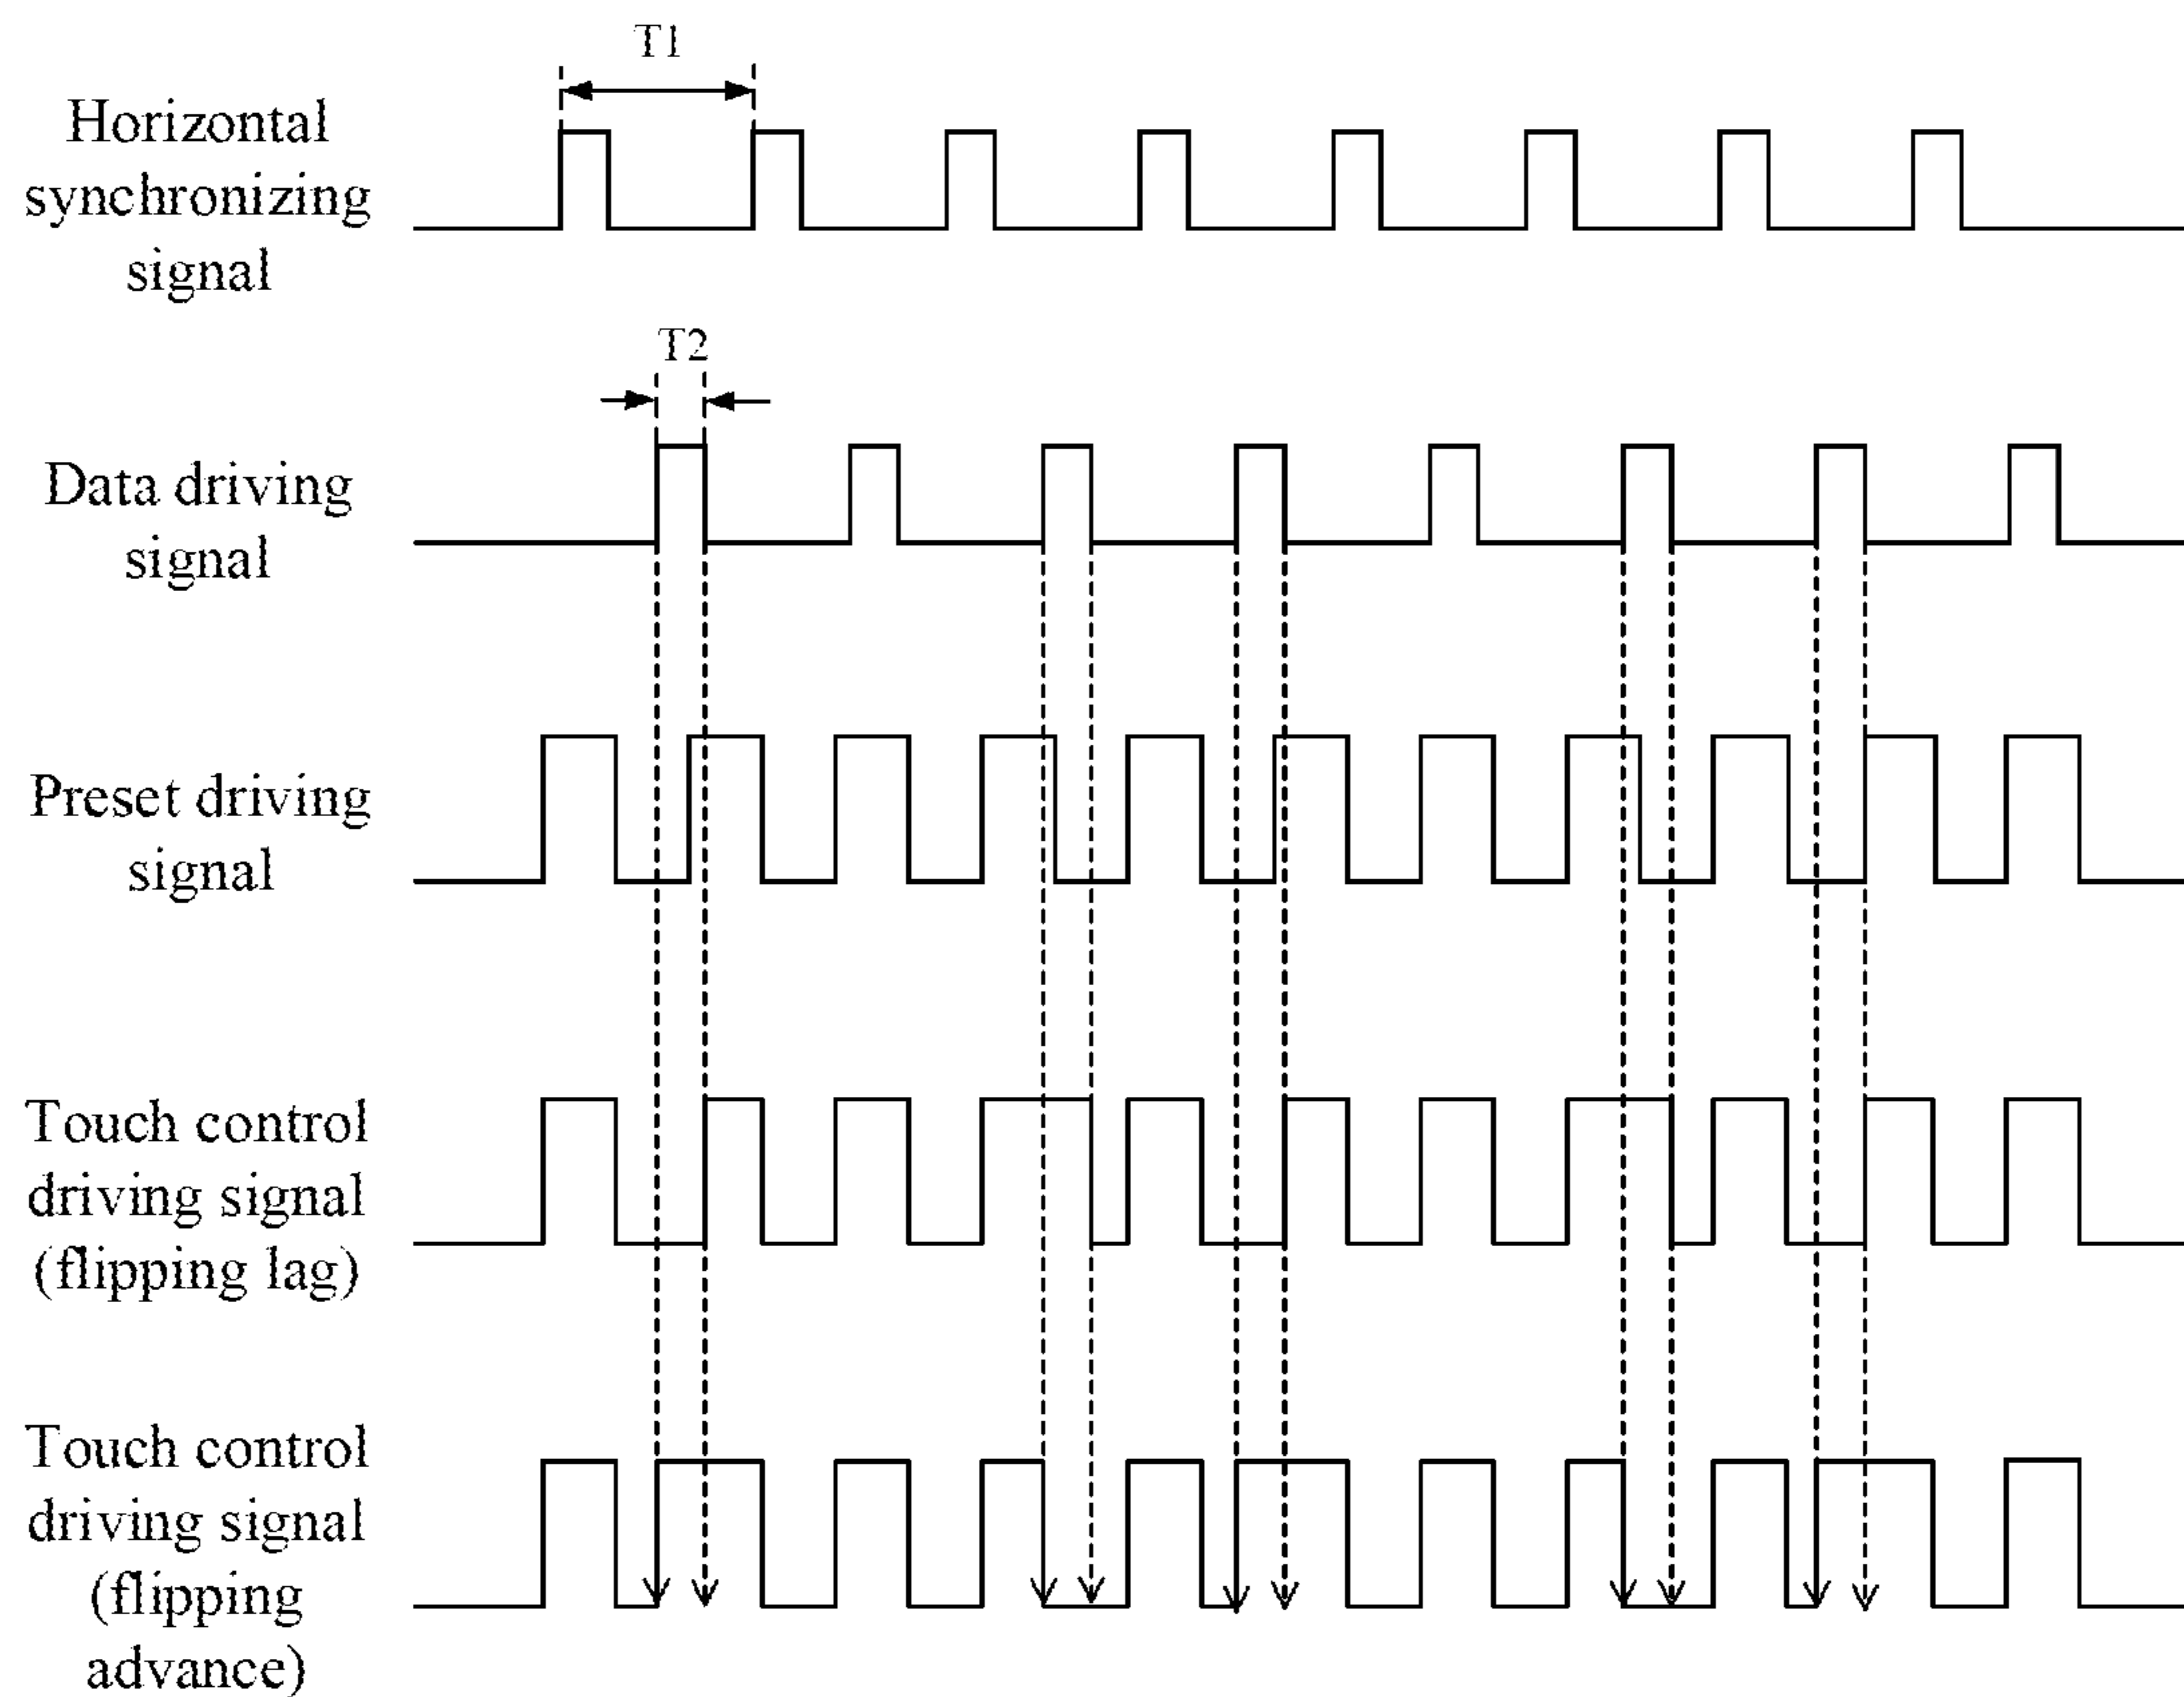 T1
Horizontal
synchronizing
signal
T2
Data driving
signal
Preset driving
signal
Touch control
driving signal
(flipping lag)
Touch control
driving signal
(flipping
advance)